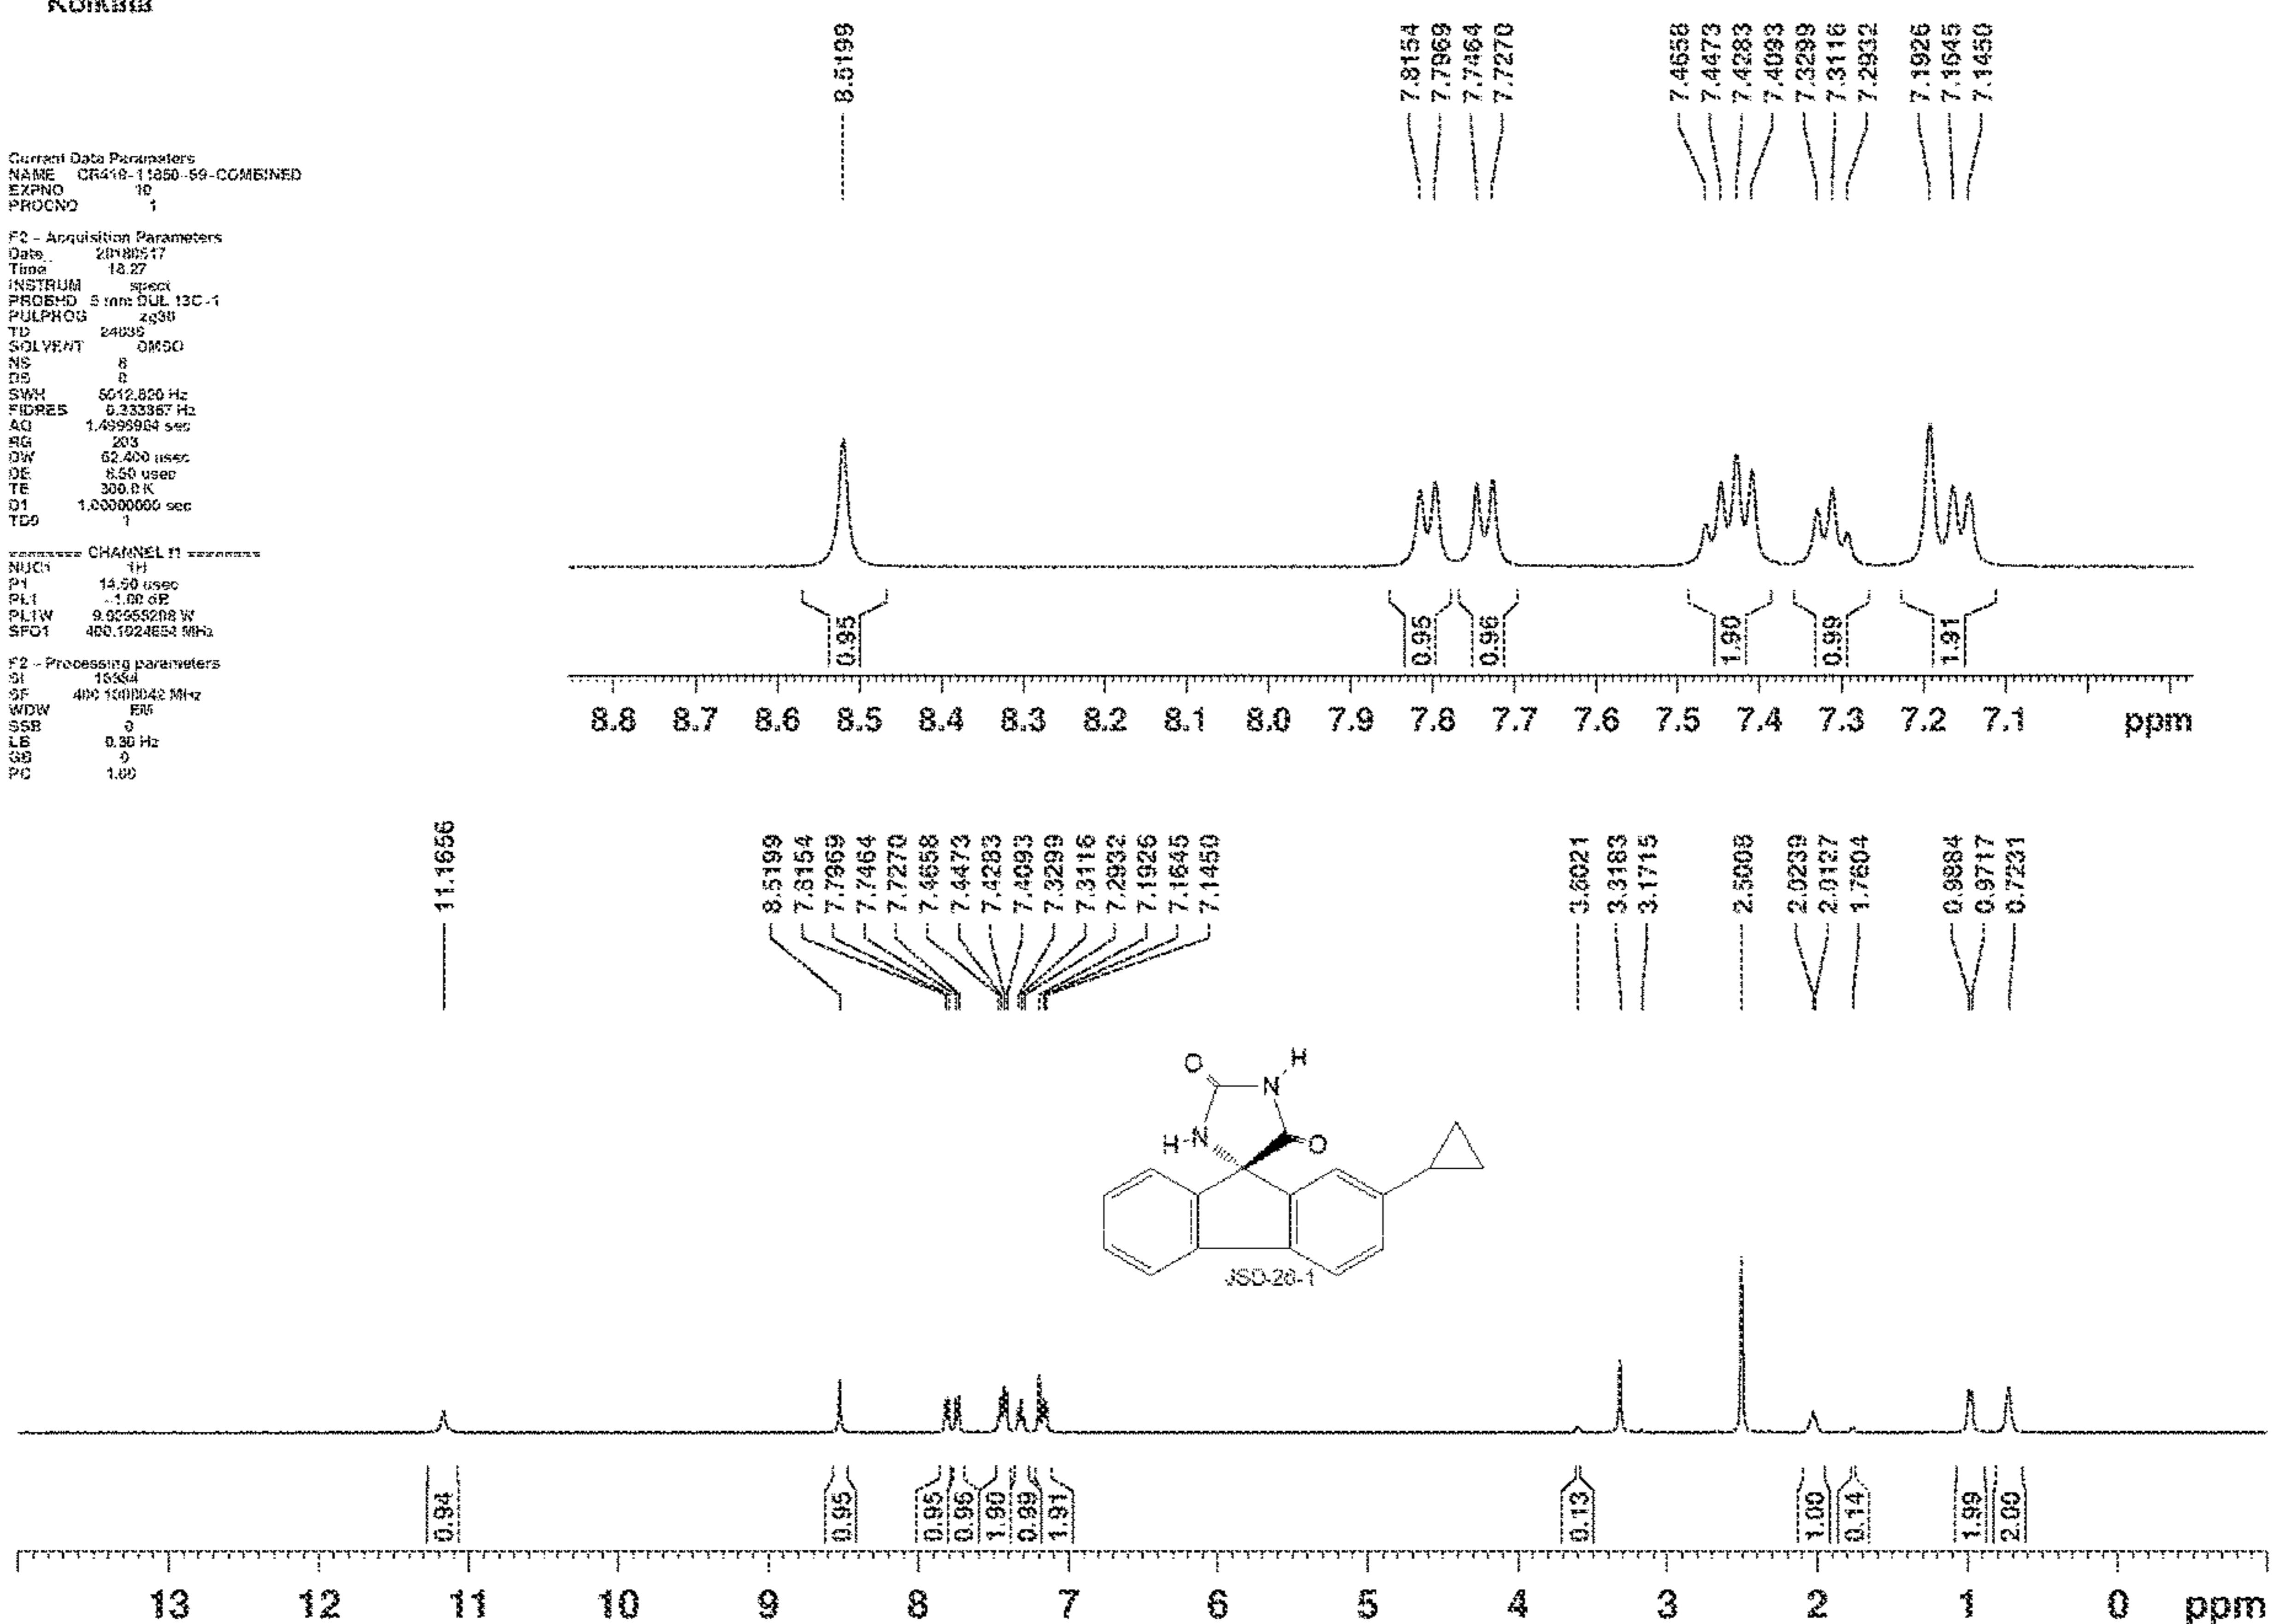 Kolkata
Current Data Parameters
NAME CR418-11850-59-COMBINED
EXPNO 10
PROCNO 1
F2 - Acquisition Parameters
Date_ 20180517
Time 18.27
INSTRUM spect
PROBHD 5 mm DUL 13C-1
PULPROG zg30
TD 24036
SOLVENT DMSO
NS 8
DS 0
SWH 8012.820 Hz
FIDRES 0.333367 Hz
AQ 1.4998964 sec
RG 203
DW 62.400 usec
DE 8.50 usec
TE 300.0 K
D1 1.00000000 sec
TD0 1
======== CHANNEL f1 ========
NUC1 1H
P1 14.50 usec
PL1 -1.00 dB
PL1W 9.92955208 W
SFO1 400.1024654 MHz
F2 - Processing parameters
SI 16384
SF 400.1000042 MHz
WDW EM
SSB 0
LB 0.30 Hz
GB 0
PC 1.00
8.5199
7.8154
7.7969
7.7464
7.7270
7.4658
7.4473
7.4283
7.4093
7.3299
7.3116
7.2932
7.1926
7.1645
7.1450
0.95
0.95
0.96
1.90
0.99
1.91
8.8 8.7 8.6 8.5 8.4 8.3 8.2 8.1 8.0 7.9 7.8 7.7 7.6 7.5 7.4 7.3 7.2 7.1 ppm
11.1656
8.5199
7.8154
7.7969
7.7464
7.7270
7.4658
7.4473
7.4283
7.4093
7.3299
7.3116
7.2932
7.1926
7.1645
7.1450
3.6021
3.3183
3.1715
2.5008
2.0239
2.0127
1.7604
0.9884
0.9717
0.7231
O
H
N
H-N
O
JSD-26-1
0.94
0.95
0.95
0.96
1.90
0.99
1.91
0.13
1.00
0.14
1.99
2.00
13 12 11 10 9 8 7 6 5 4 3 2 1 0 ppm